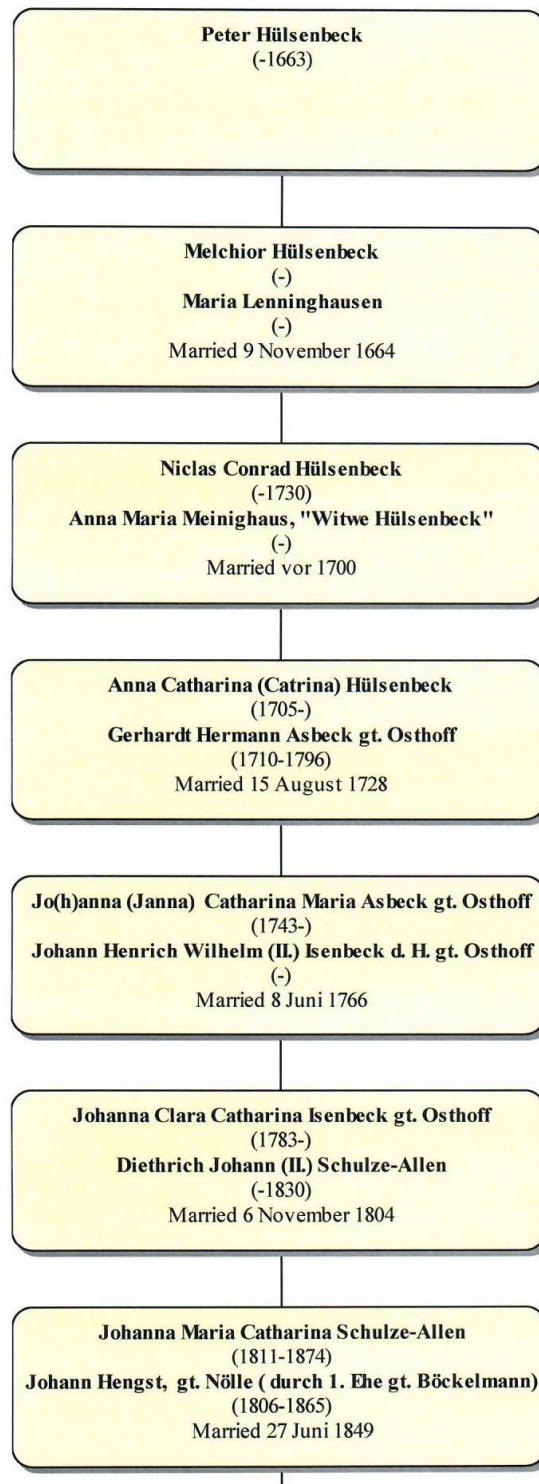 Peter Hülsenbeck
(-1663)
Melchior Hülsenbeck
(-)
Maria Lenninghausen
(-)
Married 9 November 1664
Niclas Conrad Hülsenbeck
(-1730)
Anna Maria Meinighaus, "Witwe Hülsenbeck"
(-)
Married vor 1700
Anna Catharina (Catrina) Hülsenbeck
(1705-)
Gerhardt Hermann Asbeck gt. Osthoff
(1710-1796)
Married 15 August 1728
Jo(h)anna (Janna) Catharina Maria Asbeck gt. Osthoff
(1743-)
Johann Henrich Wilhelm (II.) Isenbeck d. H. gt. Osthoff
(-)
Married 8 Juni 1766
Johanna Clara Catharina Isenbeck gt. Osthoff
(1783-)
Diethrich Johann (II.) Schulze-Allen
(-1830)
Married 6 November 1804
Johanna Maria Catharina Schulze-Allen
(1811-1874)
Johann Hengst, gt. Nölle ( durch 1. Ehe gt. Böckelmann)
(1806-1865)
Married 27 Juni 1849